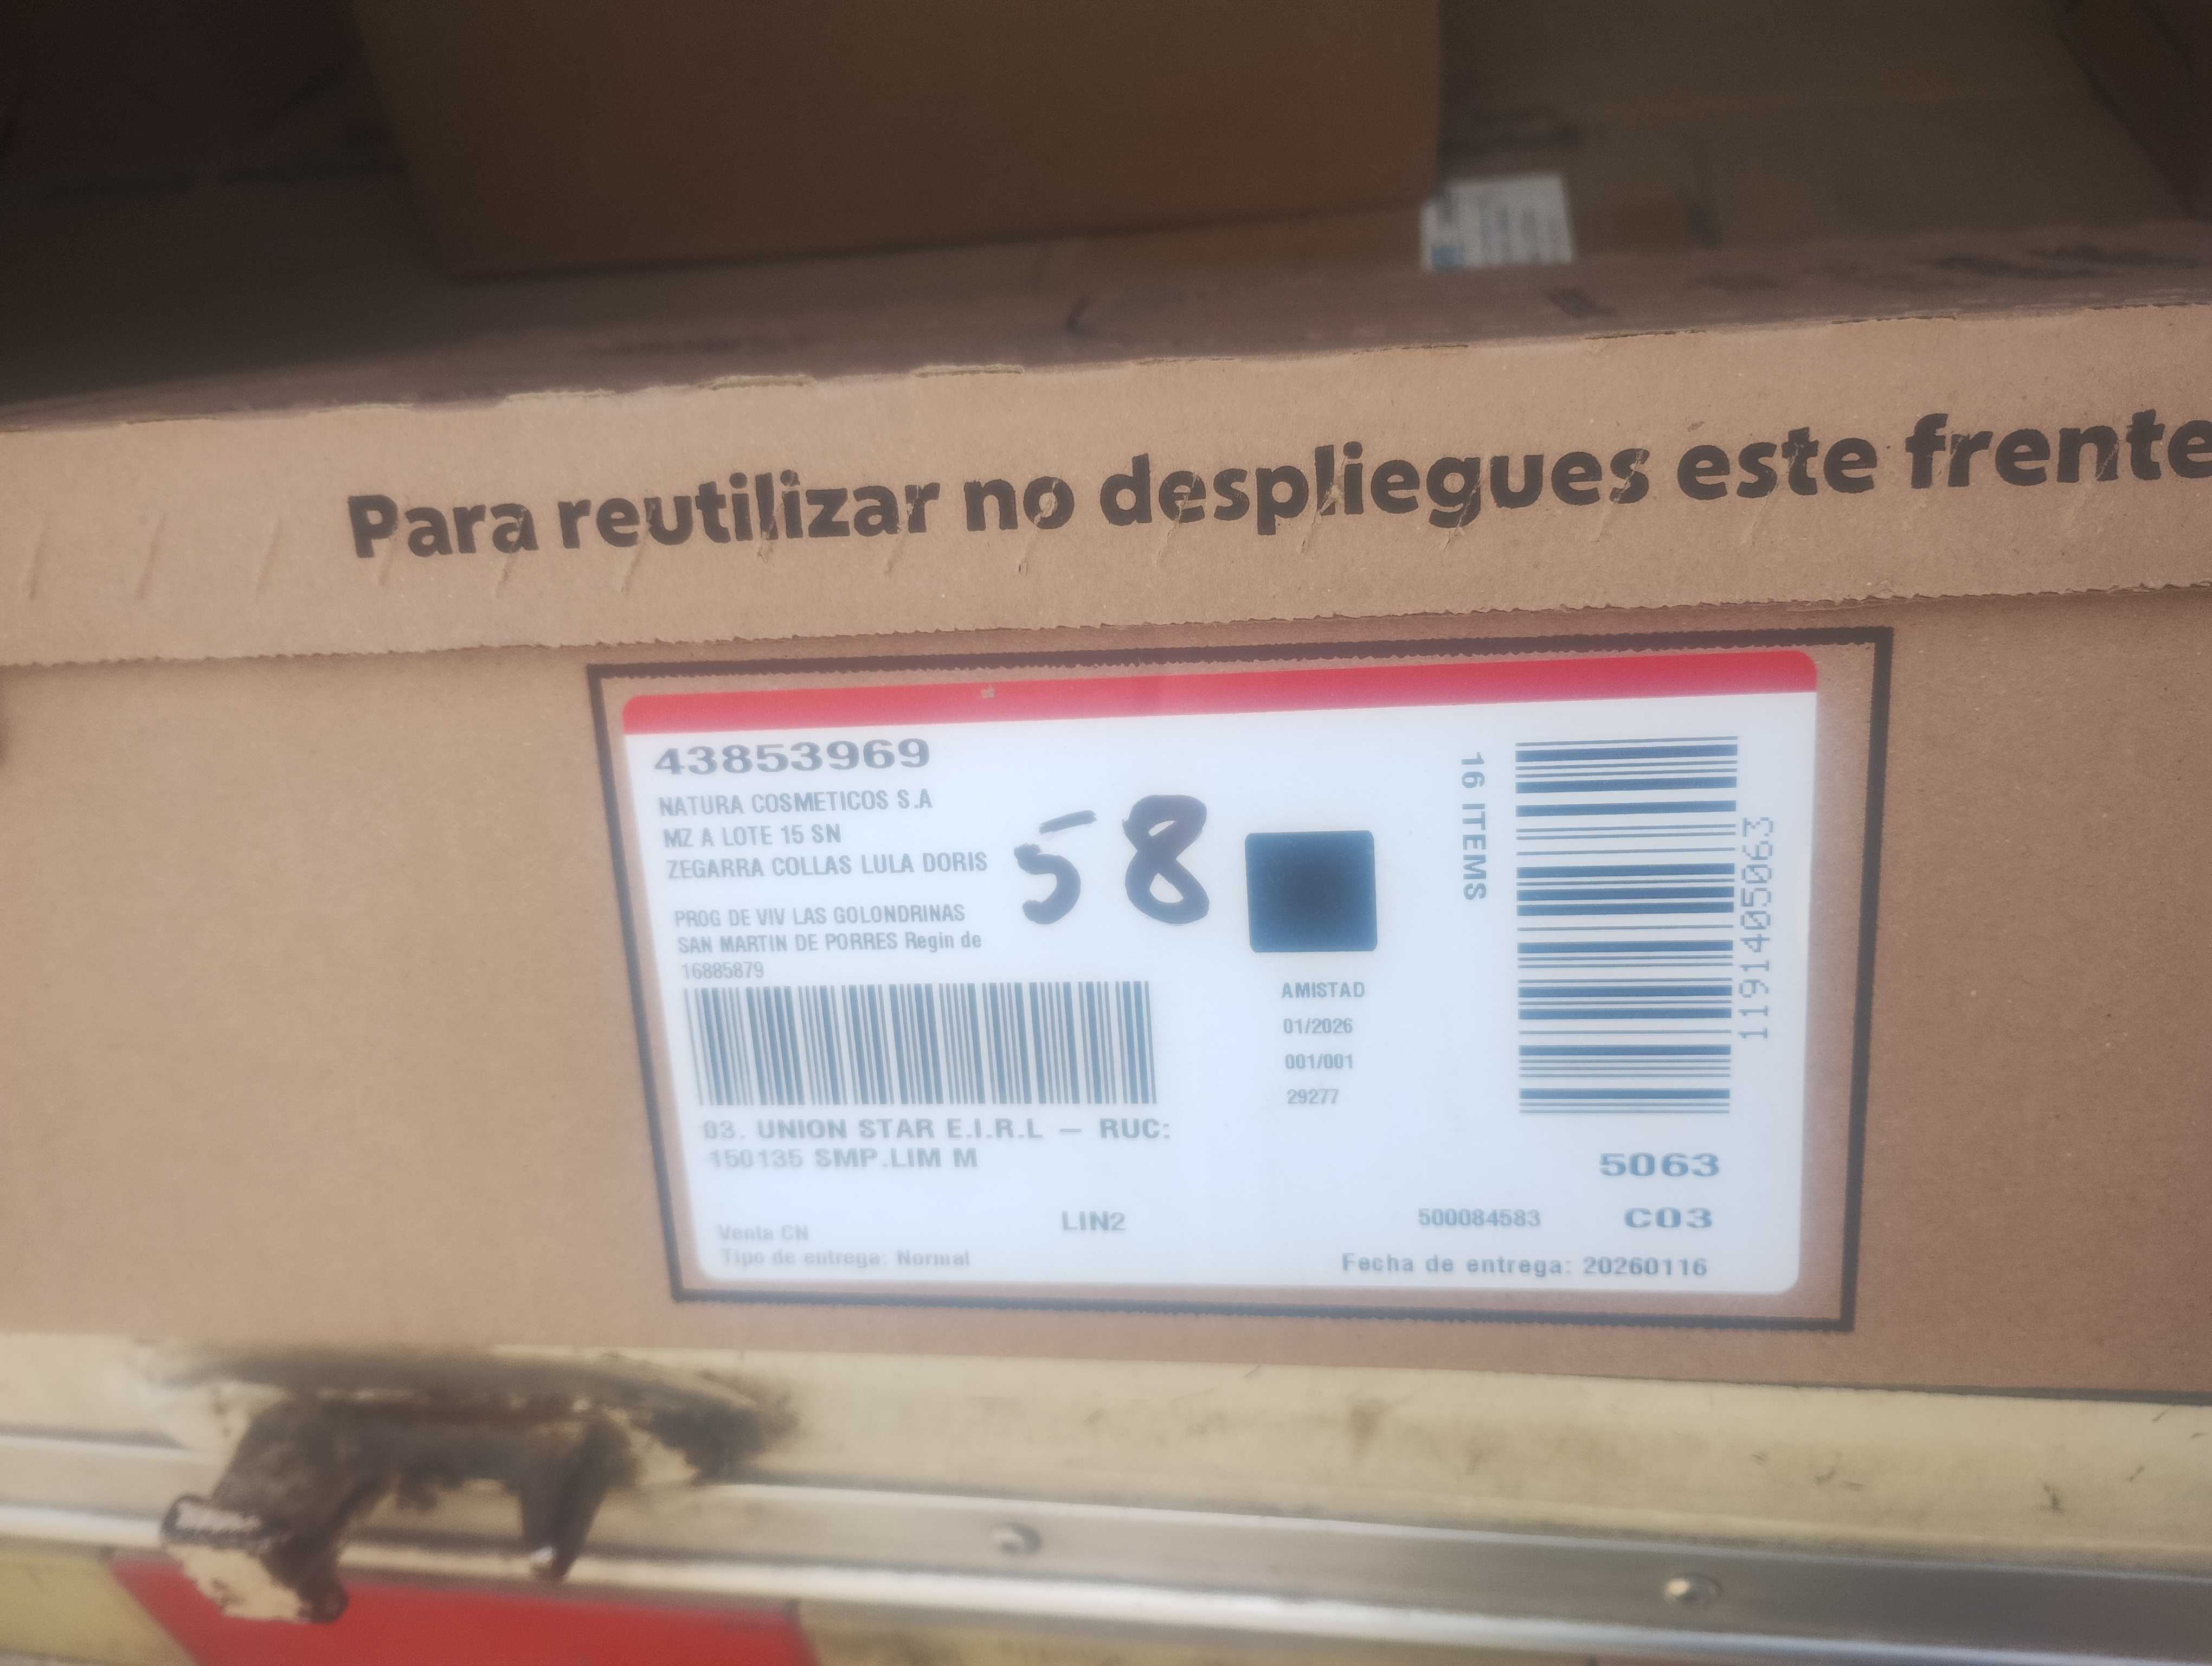 Para reutilizar no despliegues este frente
43853969
NATURA COSMETICOS S.A
MZ A LOTE 15 SN
ZEGARRA COLLAS LULA DORIS
58
PROG DE VIV LAS GOLONDRINAS
SAN MARTIN DE PORRES Regin de
16885879
03. UNION STAR E.I.R.L — RUC:
150135 SMP.LIM M
Venta CN
Tipo de entrega: Normal
LIN2
AMISTAD
01/2026
001/001
29277
16 ITEMS
1191405063
5063
500084583 C03
Fecha de entrega: 20260116